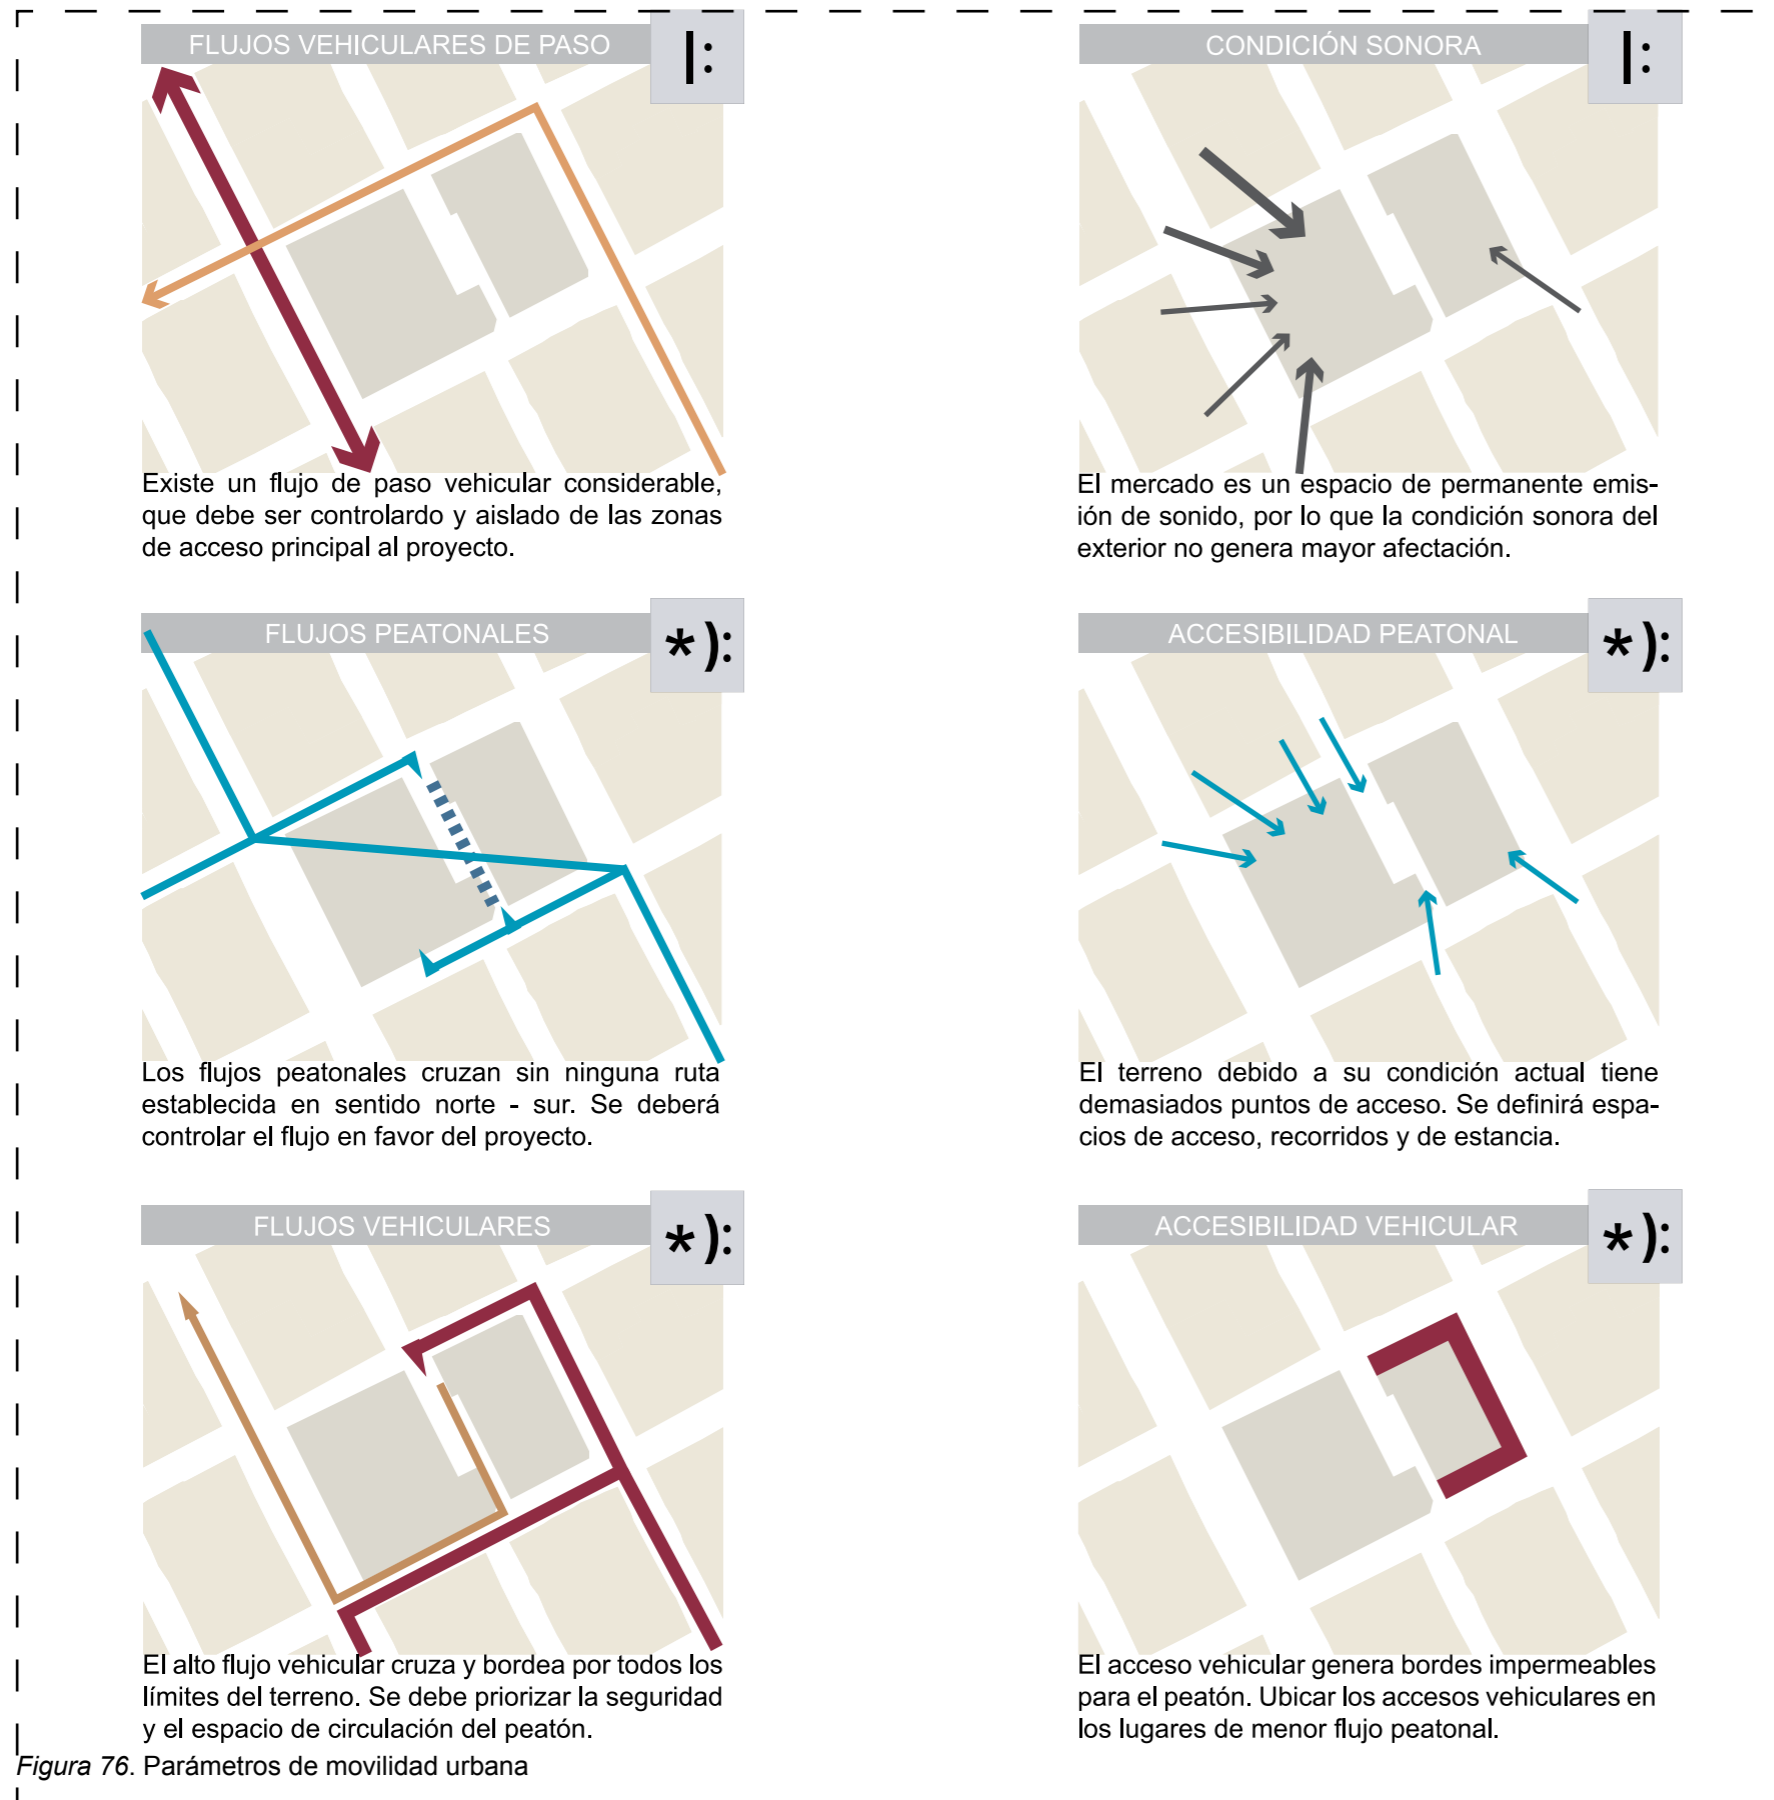 FLUJOS VEHICULARES DE PASO
|:
Existe un flujo de paso vehicular considerable,
que debe ser controlardo y aislado de las zonas
de acceso principal al proyecto.
CONDICIÓN SONORA
|:
El mercado es un espacio de permanente emis-
ión de sonido, por lo que la condición sonora del
exterior no genera mayor afectación.
FLUJOS PEATONALES
*):
Los flujos peatonales cruzan sin ninguna ruta
establecida en sentido norte - sur. Se deberá
controlar el flujo en favor del proyecto.
ACCESIBILIDAD PEATONAL
*):
El terreno debido a su condición actual tiene
demasiados puntos de acceso. Se definirá espa-
cios de acceso, recorridos y de estancia.
FLUJOS VEHICULARES
*):
El alto flujo vehicular cruza y bordea por todos los
límites del terreno. Se debe priorizar la seguridad
y el espacio de circulación del peatón.
ACCESIBILIDAD VEHICULAR
*):
El acceso vehicular genera bordes impermeables
para el peatón. Ubicar los accesos vehiculares en
los lugares de menor flujo peatonal.
Figura 76. Parámetros de movilidad urbana